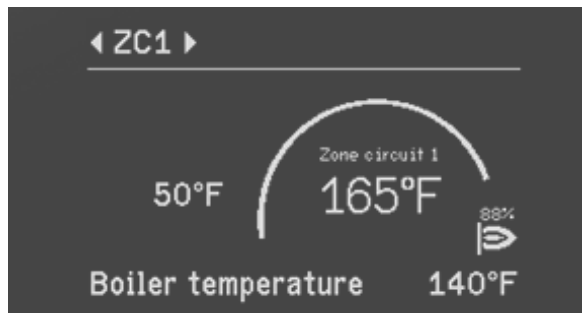 ZC1
Zone circuit 1
50°F 165°F
88%
Boiler temperature 140°F